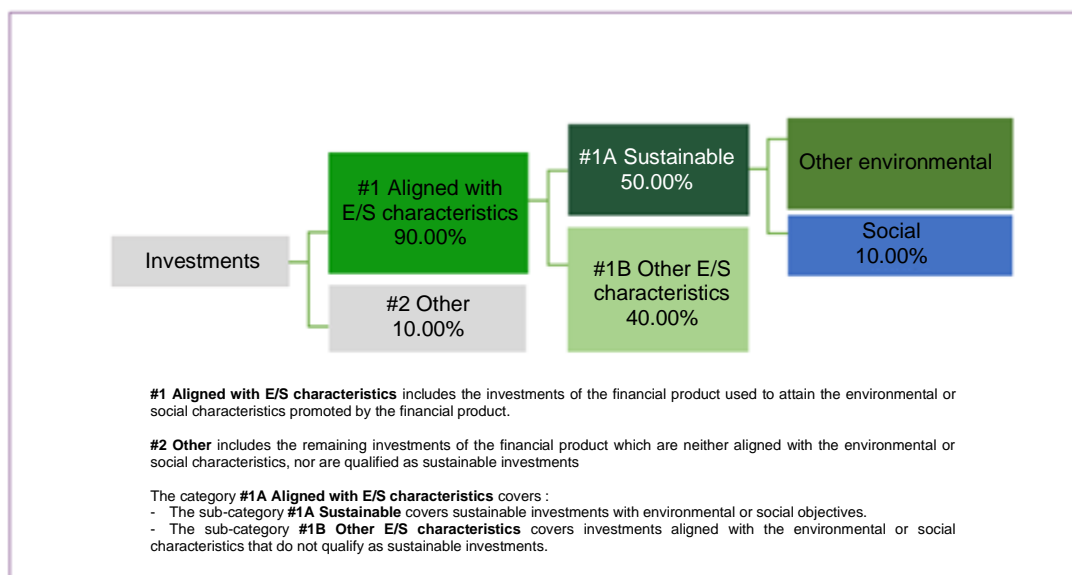 Investments
#1 Aligned with
E/S characteristics
90.00%
#2 Other
10.00%
#1A Sustainable
50.00%
#1B Other E/S
characteristics
40.00%
Other environmental
Social
10.00%
#1 Aligned with E/S characteristics includes the investments of the financial product used to attain the environmental or
social characteristics promoted by the financial product.
#2 Other includes the remaining investments of the financial product which are neither aligned with the environmental or
social characteristics, nor are qualified as sustainable investments
The category #1A Aligned with E/S characteristics covers :
- The sub-category #1A Sustainable covers sustainable investments with environmental or social objectives.
- The sub-category #1B Other E/S characteristics covers investments aligned with the environmental or social
characteristics that do not qualify as sustainable investments.